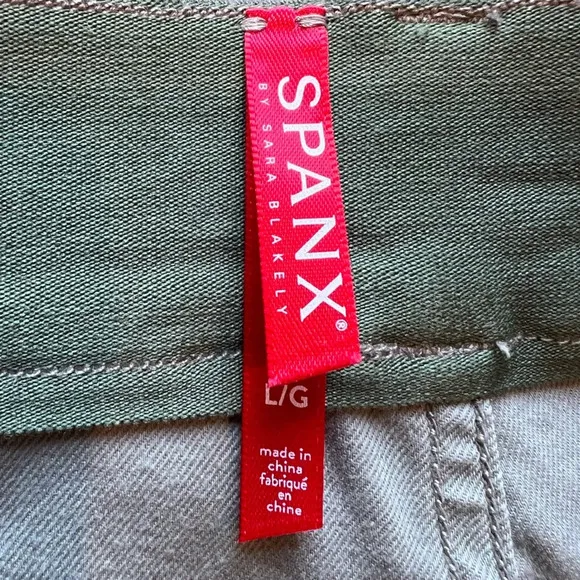 SPANX®
BY SARA BLAKELY
L/G
made in
china
fabriqué
en
chine